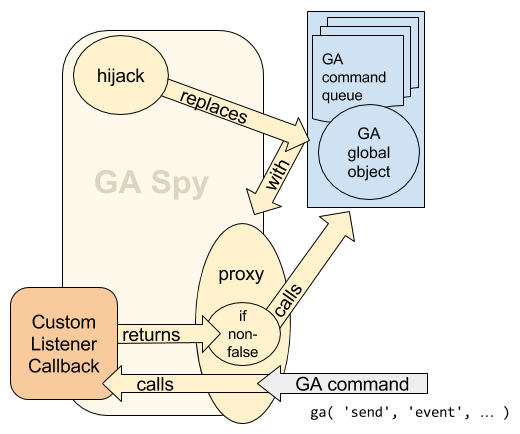 hijack
GA
command
queue
replaces
GA
global
object
with
GA Spy
proxy
calls
if
non-
false
Custom
Listener
Callback
returns
calls
GA command
ga( 'send', 'event', … )